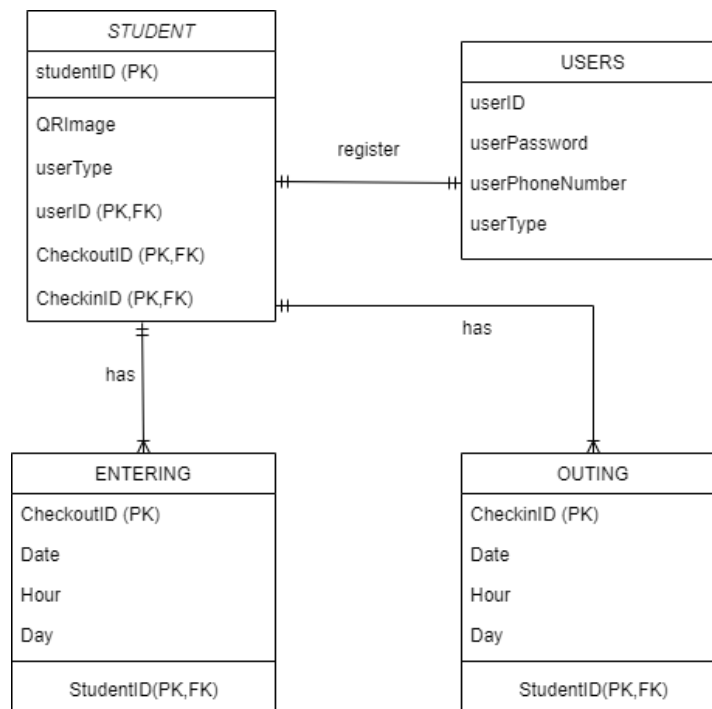 STUDENT
studentID (PK)
QRImage
userType
userID (PK,FK)
CheckoutID (PK,FK)
CheckinID (PK,FK)
register
USERS
userID
userPassword
userPhoneNumber
userType
has
has
ENTERING
CheckoutID (PK)
Date
Hour
Day
StudentID(PK,FK)
OUTING
CheckinID (PK)
Date
Hour
Day
StudentID(PK,FK)